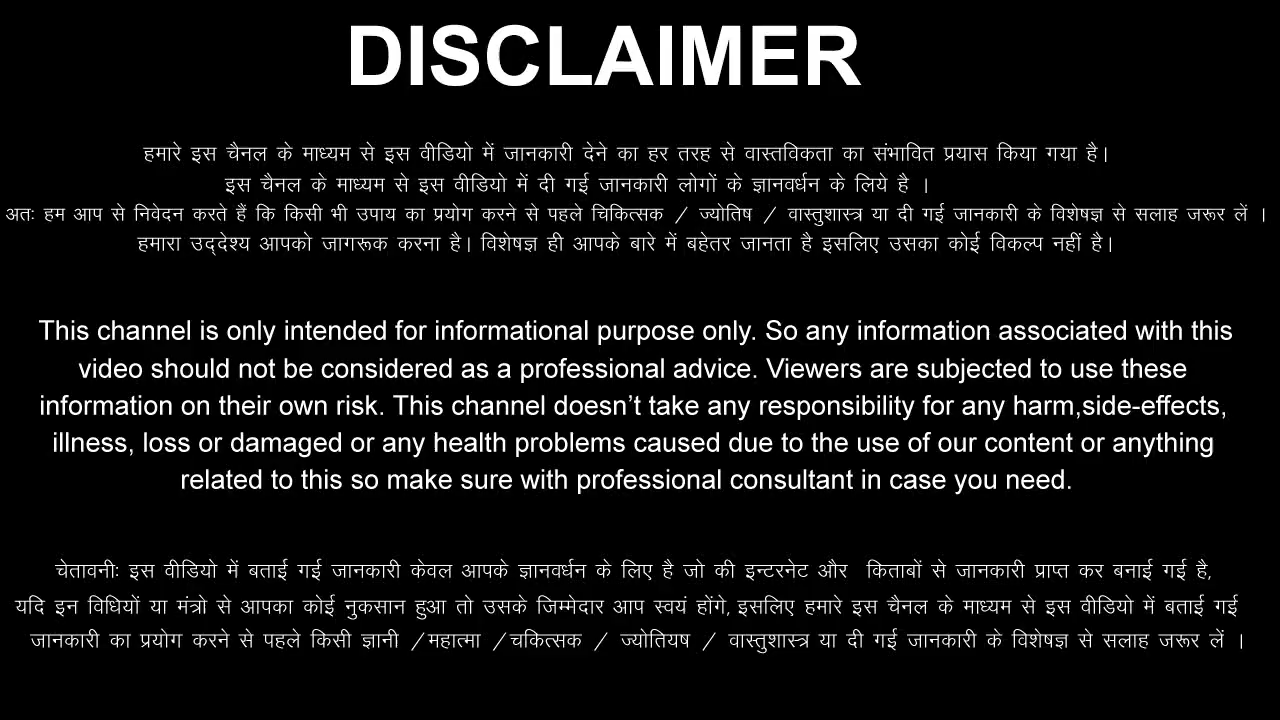 DISCLAIMER
हमारे इस चैनल के माध्यम से इस वीडियो में जानकारी देने का हर तरह से वास्तविकता का संभावित प्रयास किया गया है।
इस चैनल के माध्यम से इस वीडियो में दी गई जानकारी लोगों के ज्ञानवर्धन के लिये है ।
अतः हम आप से निवेदन करते हैं कि किसी भी उपाय का प्रयोग करने से पहले चिकित्सक / ज्योतिष / वास्तुशास्त्र या दी गई जानकारी के विशेषज्ञ से सलाह जरूर लें ।
हमारा उद्देश्य आपको जागरूक करना है। विशेषज्ञ ही आपके बारे में बहेतर जानता है इसलिए उसका कोई विकल्प नहीं है।
This channel is only intended for informational purpose only. So any information associated with this
video should not be considered as a professional advice. Viewers are subjected to use these
information on their own risk. This channel doesn’t take any responsibility for any harm,side-effects,
illness, loss or damaged or any health problems caused due to the use of our content or anything
related to this so make sure with professional consultant in case you need.
चेतावनीः इस वीडियो में बताई गई जानकारी केवल आपके ज्ञानवर्धन के लिए है जो की इन्टरनेट और किताबों से जानकारी प्राप्त कर बनाई गई है,
यदि इन विधियों या मंत्रो से आपका कोई नुकसान हुआ तो उसके जिम्मेदार आप स्वयं होंगे, इसलिए हमारे इस चैनल के माध्यम से इस वीडियो में बताई गई
जानकारी का प्रयोग करने से पहले किसी ज्ञानी /महात्मा /चकित्सक / ज्योतियष / वास्तुशास्त्र या दी गई जानकारी के विशेषज्ञ से सलाह जरूर लें ।